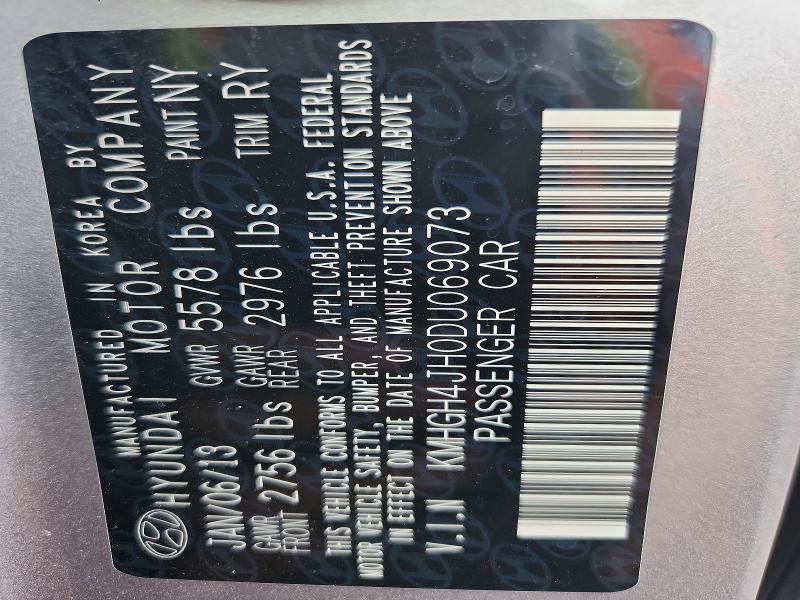 MANUFACTURED IN KOREA BY
HYUNDAI MOTOR COMPANY
JAN/06/13 GVWR 5578 lbs PAINT NY
GAWR FRONT 2756 lbs GAWR REAR 2976 lbs TRIM RY
THIS VEHICLE CONFORMS TO ALL APPLICABLE U.S.A. FEDERAL
MOTOR VEHICLE SAFETY, BUMPER, AND THEFT PREVENTION STANDARDS
IN EFFECT ON THE DATE OF MANUFACTURE SHOWN ABOVE
V.I.N KMHGH4JH0DU069073
PASSENGER CAR